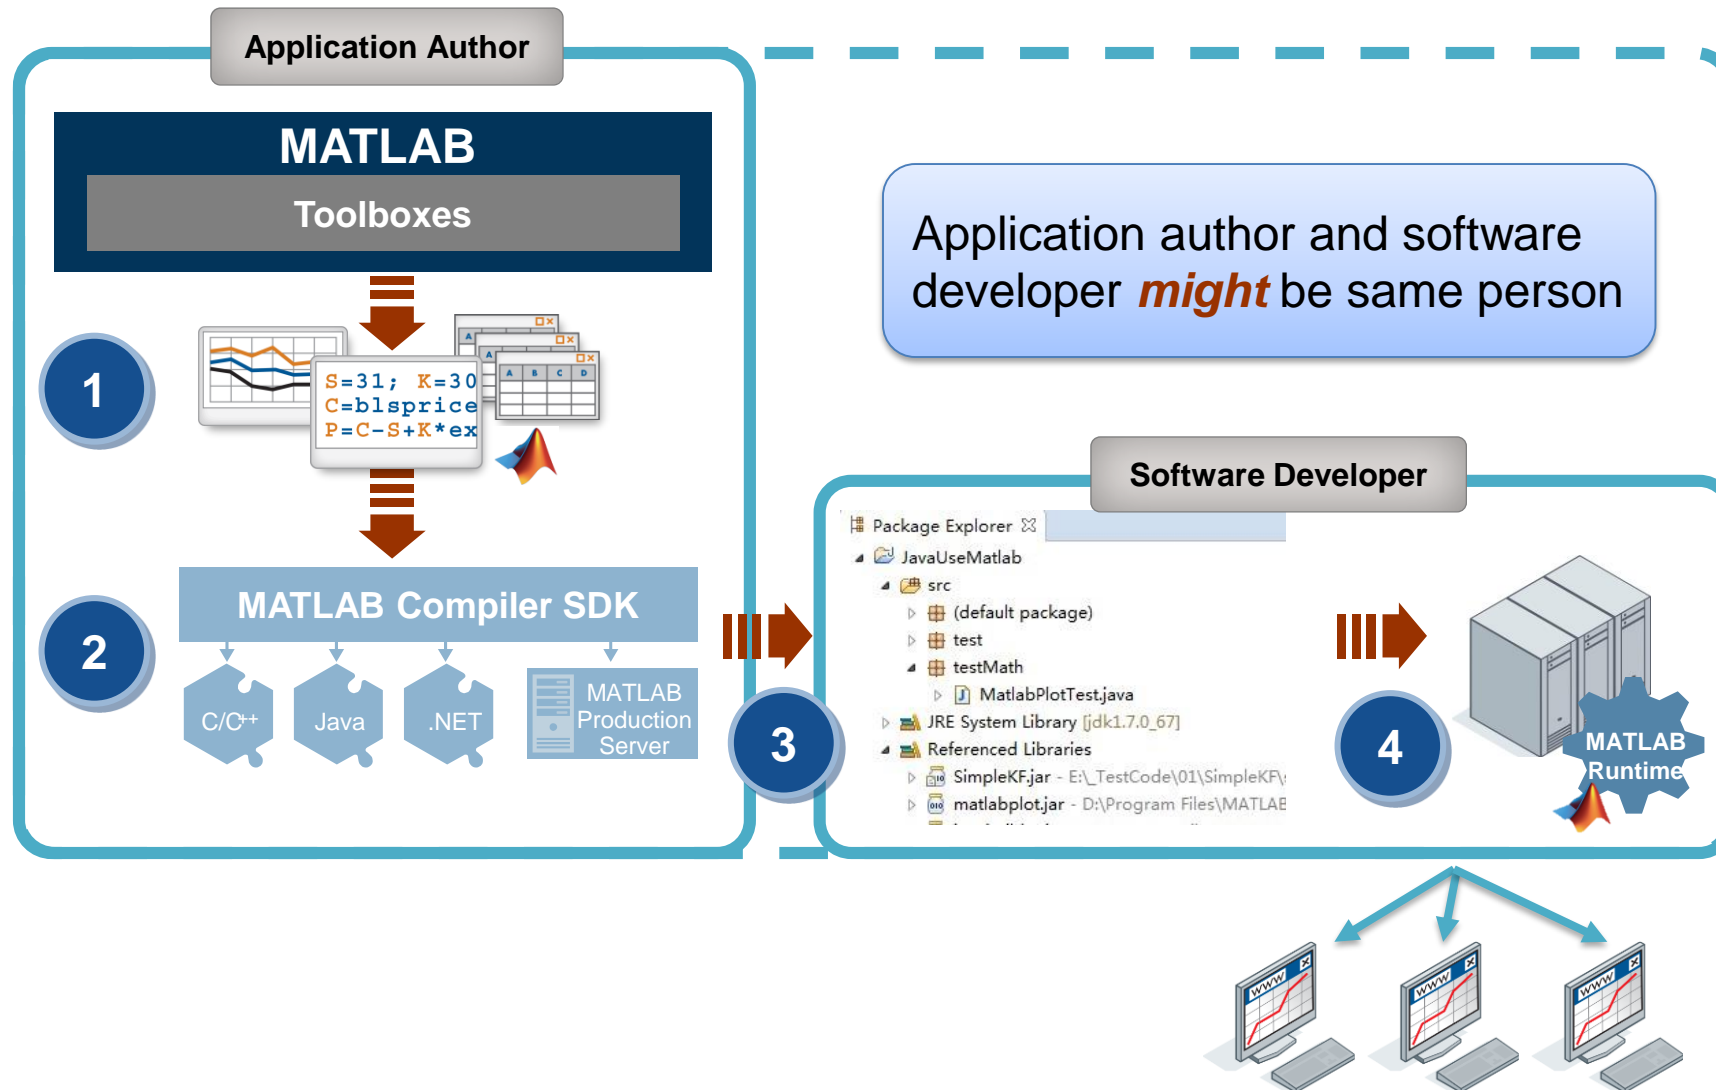 Application Author
MATLAB
Toolboxes
Application author and software
developer might be same person
1
A
A
A B C D
S=31; K=30
C=blsprice
P=C-S+K*ex
Software Developer
Package Explorer
JavaUseMatlab
src
(default package)
test
testMath
J MatlabPlotTest.java
JRE System Library [jdk1.7.0_67]
Referenced Libraries
SimpleKF.jar - E:\_TestCode\01\SimpleKF\
matlabplot.jar - D:\Program Files\MATLAB
2
MATLAB Compiler SDK
C/C++
Java
.NET
MATLAB
Production
Server
3
4
MATLAB
Runtime
WWW X
WWW X
WWW X